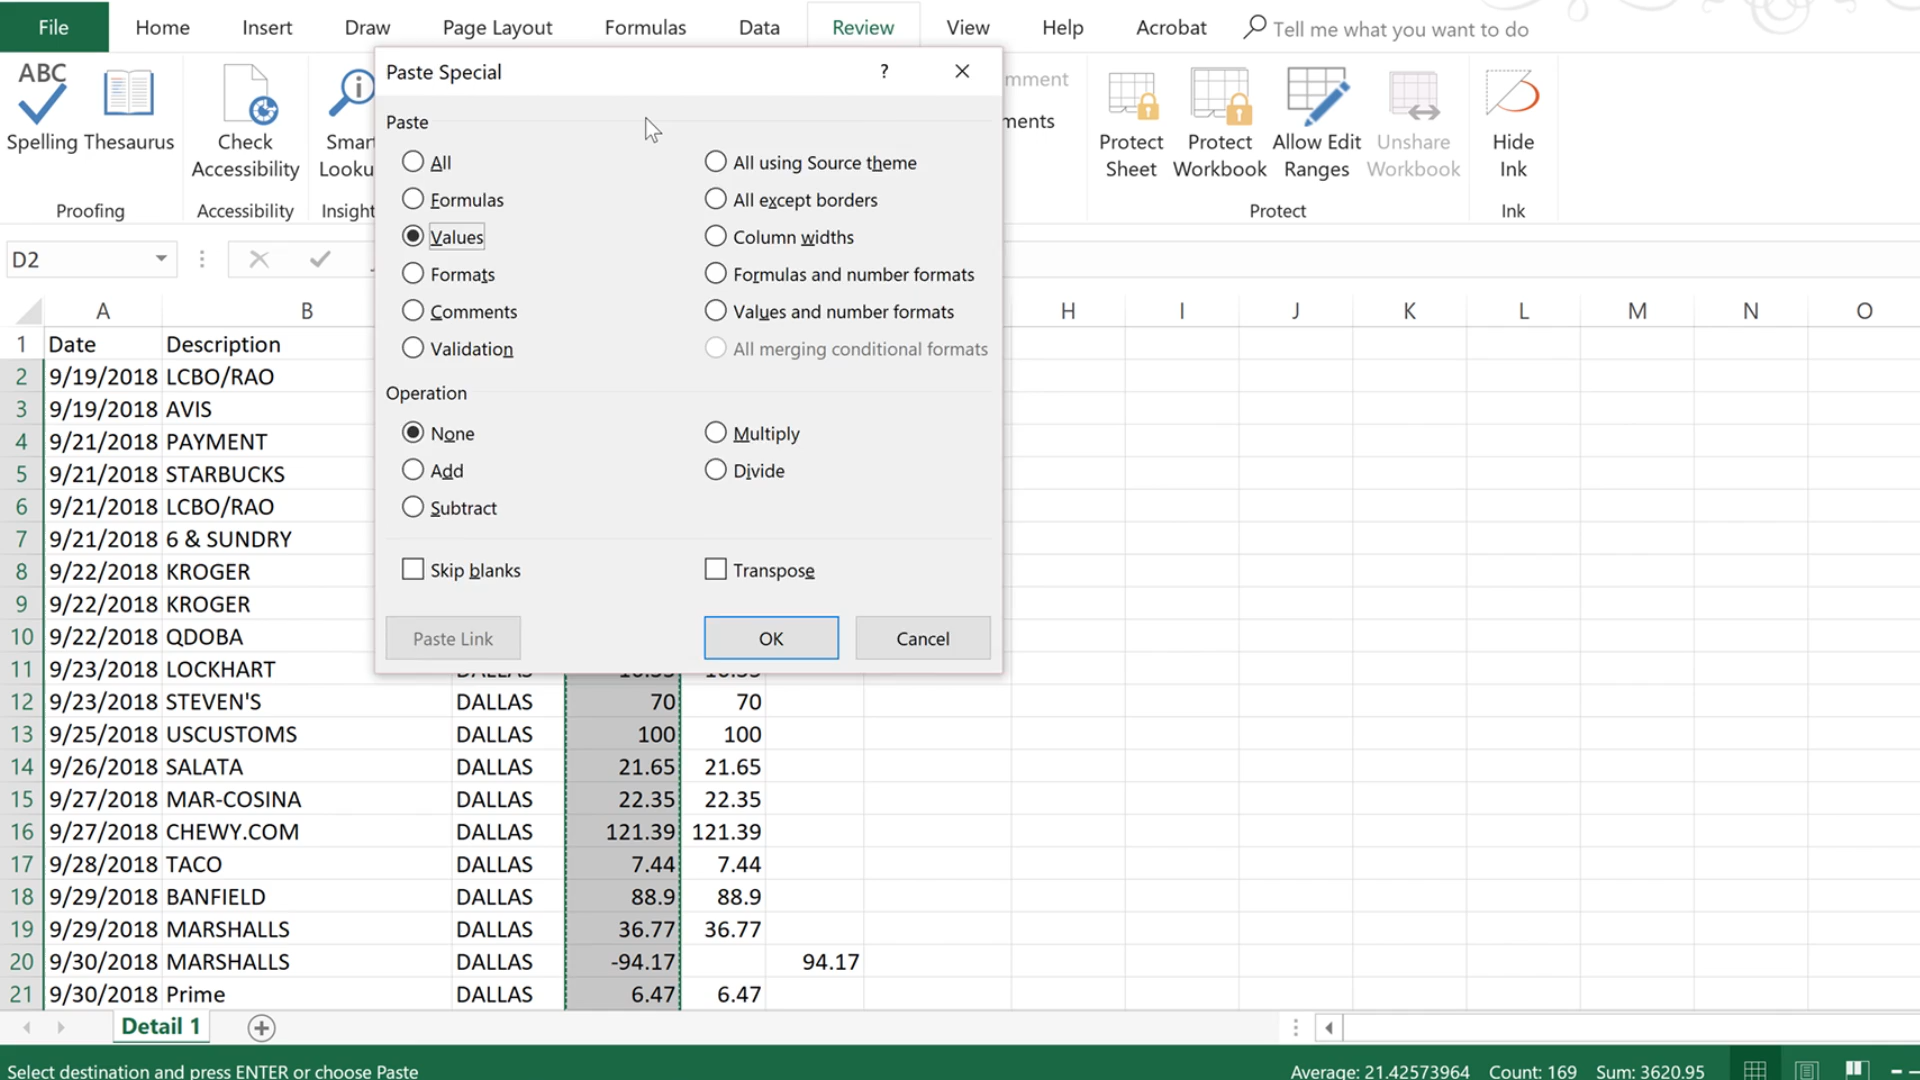 File Home Insert Draw Page Layout Formulas Data Review View Help Acrobat Tell me what you want to do
Paste Special ?
ABC
Spelling Thesaurus
Check Accessibility
Smar
Looku
mment
ments
Protect Sheet
Protect Workbook
Allow Edit Ranges
Unshare Workbook
Hide Ink
Proofing Accessibility Insight Protect Ink
Paste
All
Formulas
Values
Formats
Comments
Validation
All using Source theme
All except borders
Column widths
Formulas and number formats
Values and number formats
All merging conditional formats
Operation
None
Add
Subtract
Multiply
Divide
Skip blanks
Transpose
Paste Link OK Cancel
D2
A B H I J K L M N O
1 Date Description
2 9/19/2018 LCBO/RAO
3 9/19/2018 AVIS
4 9/21/2018 PAYMENT
5 9/21/2018 STARBUCKS
6 9/21/2018 LCBO/RAO
7 9/21/2018 6 & SUNDRY
8 9/22/2018 KROGER
9 9/22/2018 KROGER
10 9/22/2018 QDOBA
11 9/23/2018 LOCKHART
12 9/23/2018 STEVEN'S DALLAS 70 70
13 9/25/2018 USCUSTOMS DALLAS 100 100
14 9/26/2018 SALATA DALLAS 21.65 21.65
15 9/27/2018 MAR-COSINA DALLAS 22.35 22.35
16 9/27/2018 CHEWY.COM DALLAS 121.39 121.39
17 9/28/2018 TACO DALLAS 7.44 7.44
18 9/29/2018 BANFIELD DALLAS 88.9 88.9
19 9/29/2018 MARSHALLS DALLAS 36.77 36.77
20 9/30/2018 MARSHALLS DALLAS -94.17 94.17
21 9/30/2018 Prime DALLAS 6.47 6.47
Detail 1
Select destination and press ENTER or choose Paste Average: 21.42573964 Count: 169 Sum: 3620.95